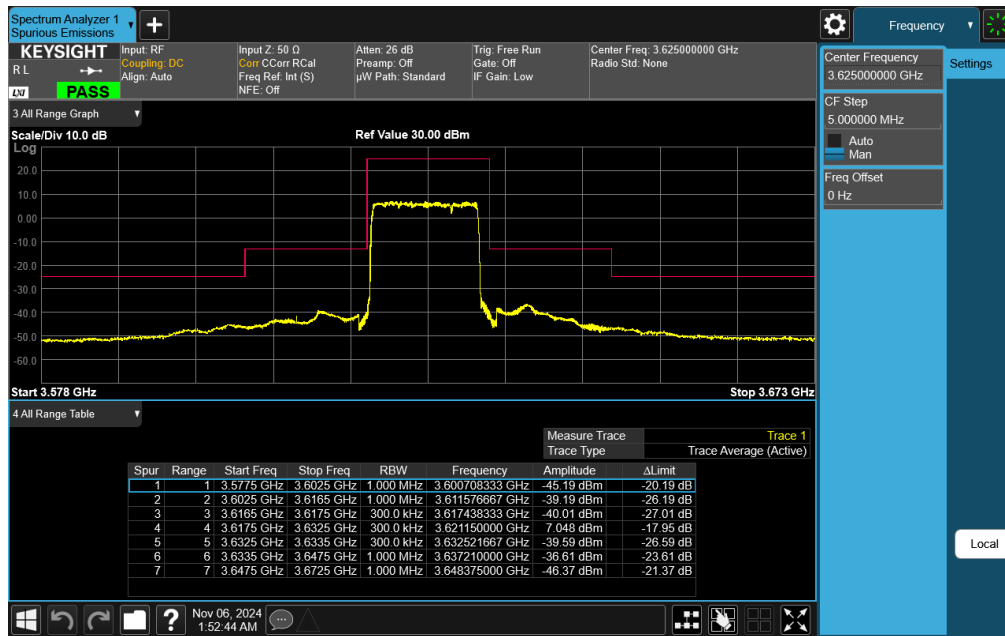 Spectrum Analyzer 1
Spurious Emissions
Frequency
KEYSIGHT
R L
LXI
PASS
Input: RF
Coupling: DC
Align: Auto
Input Z: 50 Ω
Corr CCorr RCal
Freq Ref: Int (S)
NFE: Off
Atten: 26 dB
Preamp: Off
µW Path: Standard
Trig: Free Run
Gate: Off
IF Gain: Low
Center Freq: 3.625000000 GHz
Radio Std: None
Center Frequency
3.625000000 GHz
Settings
CF Step
5.000000 MHz
Auto
Man
Freq Offset
0 Hz
3 All Range Graph
Scale/Div 10.0 dB
Ref Value 30.00 dBm
Log
20.0
10.0
0.00
-10.0
-20.0
-30.0
-40.0
-50.0
-60.0
Start 3.578 GHz
Stop 3.673 GHz
4 All Range Table
Measure Trace Trace 1
Trace Type Trace Average (Active)
Spur Range Start Freq Stop Freq RBW Frequency Amplitude ΔLimit
1 1 3.5775 GHz 3.6025 GHz 1.000 MHz 3.600708333 GHz -45.19 dBm -20.19 dB
2 2 3.6025 GHz 3.6165 GHz 1.000 MHz 3.611576667 GHz -39.19 dBm -26.19 dB
3 3 3.6165 GHz 3.6175 GHz 300.0 kHz 3.617438333 GHz -40.01 dBm -27.01 dB
4 4 3.6175 GHz 3.6325 GHz 300.0 kHz 3.621150000 GHz 7.048 dBm -17.95 dB
5 5 3.6325 GHz 3.6335 GHz 300.0 kHz 3.632521667 GHz -39.59 dBm -26.59 dB
6 6 3.6335 GHz 3.6475 GHz 1.000 MHz 3.637210000 GHz -36.61 dBm -23.61 dB
7 7 3.6475 GHz 3.6725 GHz 1.000 MHz 3.648375000 GHz -46.37 dBm -21.37 dB
Local
?
Nov 06, 2024
1:52:44 AM